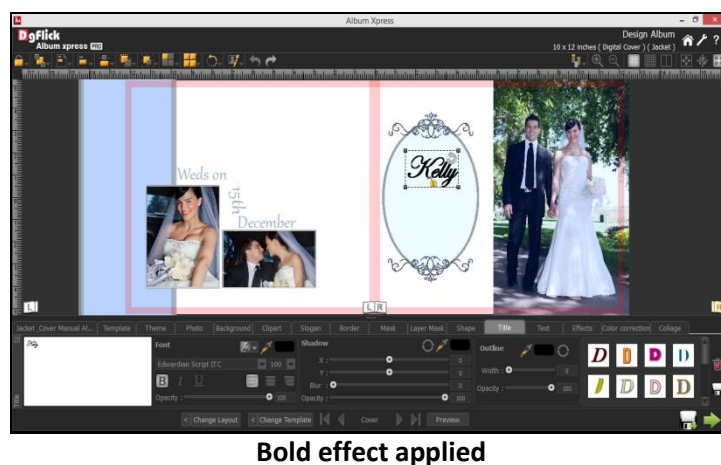 Album Xpress
DgFlick
Album xpress PRO
Design Album
10 x 12 inches ( Digital Cover ) ( Jacket )
?
Weds on
15th
December
Kelly
L
L R
R
Jacket_Cover Manual Al... Template Theme Photo Background Clipart Slogan Border Mask Layer Mask Shape Title Text Effects Color correction Collage
Title
Font
Edwardian Script ITC
100
B I U
Opacity : 100
Shadow
X : 0
Y : 0
Blur : 0
Opacity : 100
Outline
Width : 0
Opacity : 100
D D D D
D D D
< Change Layout < Change Template Cover Preview
Bold effect applied